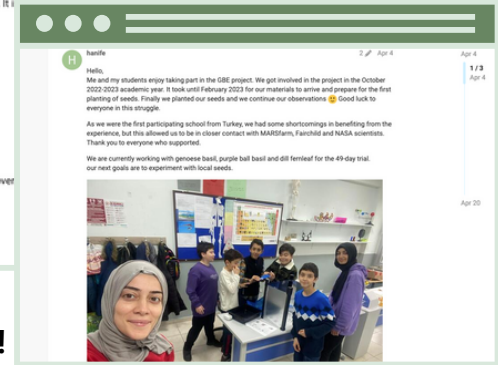 It i
hanife
2
Apr 4
H
Hello,
Me and my students enjoy taking part in the GBE project. We got involved in the project in the October
2022-2023 academic year. It took until February 2023 for our materials to arrive and prepare for the first
planting of seeds. Finally we planted our seeds and we continue our observations 🙂 Good luck to
everyone in this struggle.
As we were the first participating school from Turkey, we had some shortcomings in benefiting from the
experience, but this allowed us to be in closer contact with MARSfarm, Fairchild and NASA scientists.
Thank you to everyone who supported.
We are currently working with genoese basil, purple ball basil and dill fernleaf for the 49-day trial.
our next goals are to experiment with local seeds.
Apr 4
1 / 3
Apr 4
Apr 20
over
!